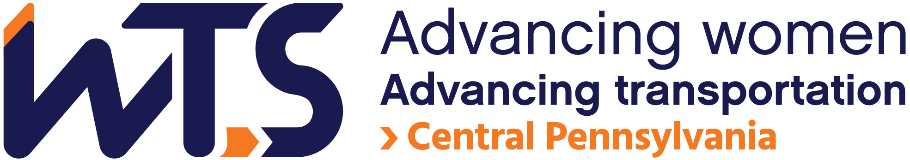 WTS
Advancing women
Advancing transportation
Central Pennsylvania